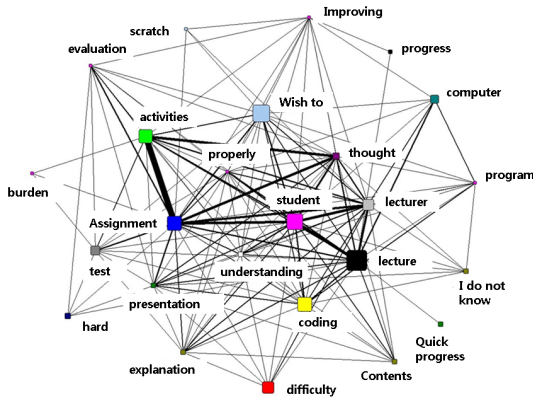 Improving
scratch
evaluation
progress
computer
Wish to
activities
properly
thought
program
burden
student
lecturer
Assignment
test
understanding
lecture
I do not
know
presentation
hard
coding
Quick
progress
explanation
Contents
difficulty